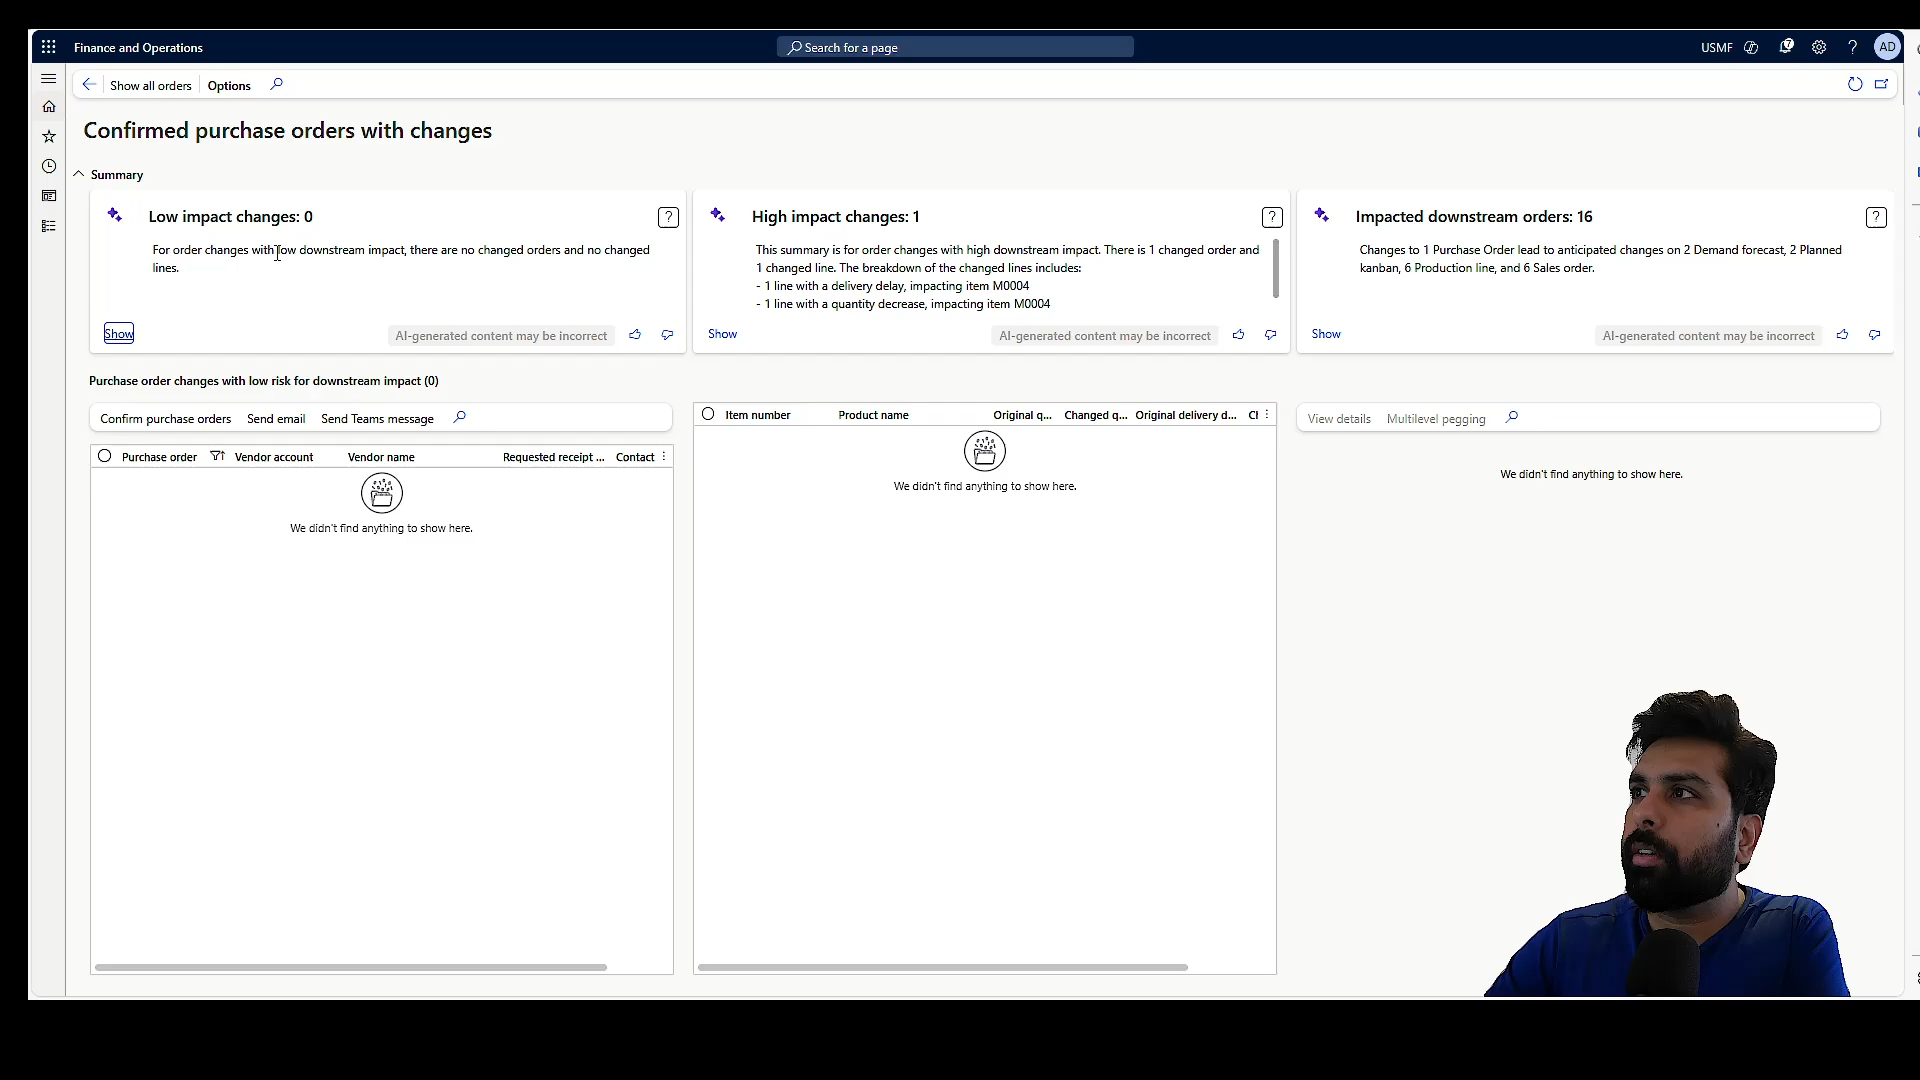 Finance and Operations
Search for a page
USMF
7
?
AD
Show all orders
Options
Confirmed purchase orders with changes
Summary
Low impact changes: 0
?
For order changes with low downstream impact, there are no changed orders and no changed
lines.
Show
AI-generated content may be incorrect
High impact changes: 1
?
This summary is for order changes with high downstream impact. There is 1 changed order and
1 changed line. The breakdown of the changed lines includes:
- 1 line with a delivery delay, impacting item M0004
- 1 line with a quantity decrease, impacting item M0004
Show
AI-generated content may be incorrect
Impacted downstream orders: 16
?
Changes to 1 Purchase Order lead to anticipated changes on 2 Demand forecast, 2 Planned
kanban, 6 Production line, and 6 Sales order.
Show
AI-generated content may be incorrect
Purchase order changes with low risk for downstream impact (0)
Confirm purchase orders
Send email
Send Teams message
Purchase order
Vendor account
Vendor name
Requested receipt ...
Contact
We didn't find anything to show here.
Item number
Product name
Original q...
Changed q...
Original delivery d...
Cl
We didn't find anything to show here.
View details
Multilevel pegging
We didn't find anything to show here.